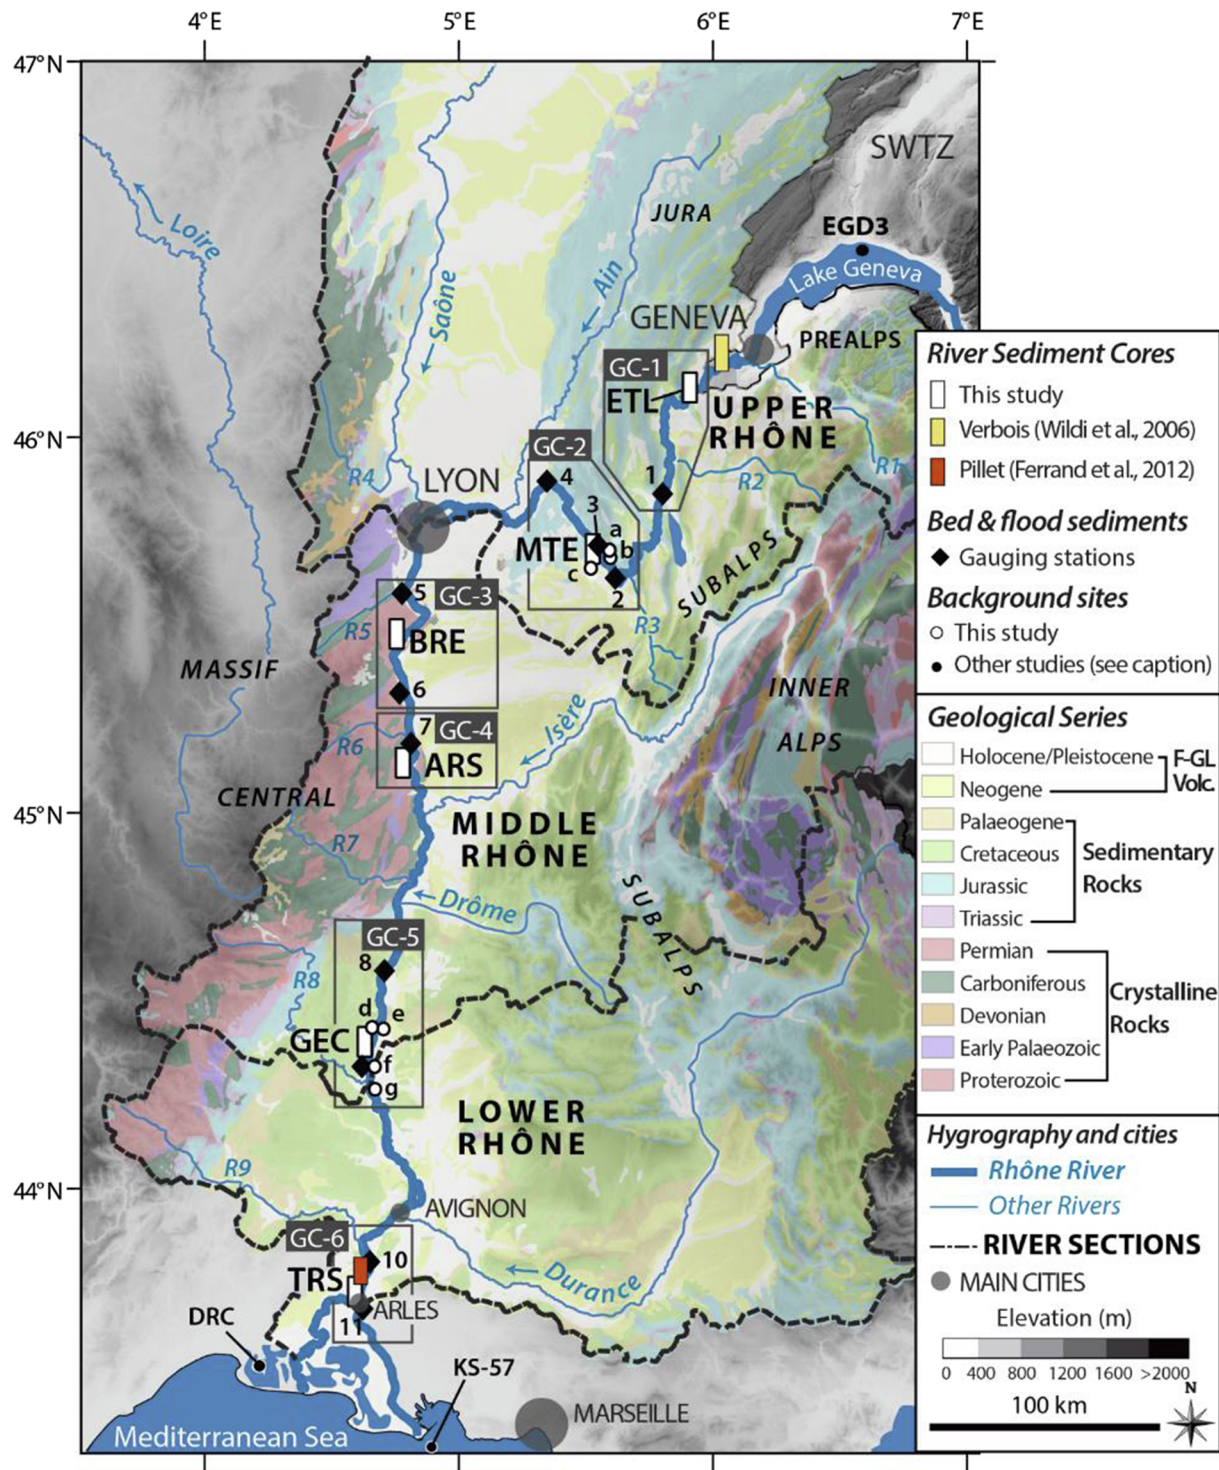 4°E 5°E 6°E 7°E
47°N
46°N
45°N
44°N
SWTZ
JURA
EGD3
Lake Geneva
Loire
Saône
Ain
GENEVA
PREALPS
GC-1
ETL
UPPER
RHÔNE
GC-2
R1
R2
R4
LYON
4
1
3
a
MTE
b
c
2
SUBALPS
R3
5
GC-3
R5
BRE
6
MASSIF
INNER
ALPS
Isère
7
GC-4
R6
ARS
CENTRAL
MIDDLE
RHÔNE
R7
Drôme
SUBALPS
GC-5
8
R8
d
e
GEC
f
g
LOWER
RHÔNE
R9
AVIGNON
GC-6
10
TRS
Durance
ARLES
11
DRC
KS-57
MARSEILLE
Mediterranean Sea
River Sediment Cores
This study
Verbois (Wildi et al., 2006)
Pillet (Ferrand et al., 2012)
Bed & flood sediments
Gauging stations
Background sites
This study
Other studies (see caption)
Geological Series
Holocene/Pleistocene
F-GL
Volc.
Neogene
Palaeogene
Cretaceous
Sedimentary
Rocks
Jurassic
Triassic
Permian
Carboniferous
Crystalline
Rocks
Devonian
Early Palaeozoic
Proterozoic
Hygrography and cities
Rhône River
Other Rivers
RIVER SECTIONS
MAIN CITIES
Elevation (m)
0 400 800 1200 1600 >2000
N
100 km